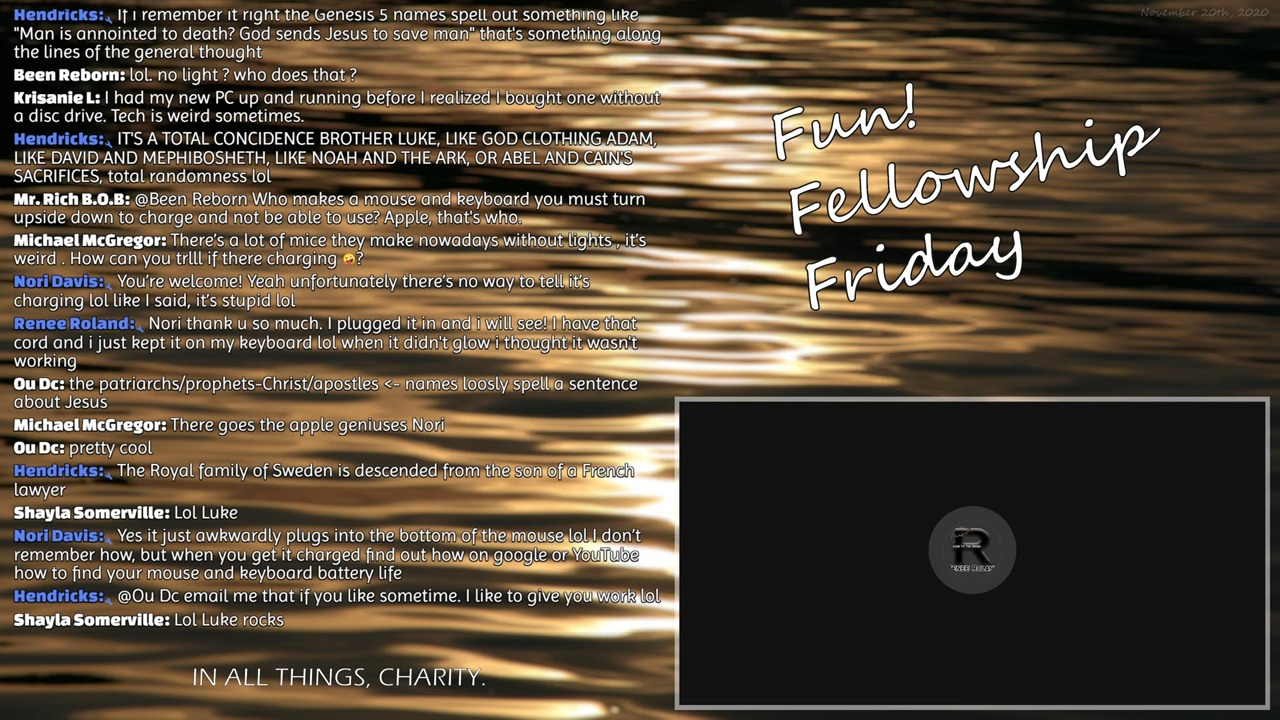 Hendricks: If i remember it right the Genesis 5 names spell out something like
"Man is annointed to death? God sends Jesus to save man" that's something along
the lines of the general thought
Been Reborn: lol. no light ? who does that ?
Krisanie L: I had my new PC up and running before I realized I bought one without
a disc drive. Tech is weird sometimes.
Hendricks: IT'S A TOTAL CONCIDENCE BROTHER LUKE, LIKE GOD CLOTHING ADAM,
LIKE DAVID AND MEPHIBOSHETH, LIKE NOAH AND THE ARK, OR ABEL AND CAIN'S
SACRIFICES, total randomness lol
Mr. Rich B.O.B: @Been Reborn Who makes a mouse and keyboard you must turn
upside down to charge and not be able to use? Apple, that's who.
Michael McGregor: There's a lot of mice they make nowadays without lights , it's
weird . How can you trlll if there charging 🤪?
Nori Davis: You're welcome! Yeah unfortunately there's no way to tell it's
charging lol like I said, it's stupid lol
Renee Roland: Nori thank u so much. I plugged it in and i will see! I have that
cord and i just kept it on my keyboard lol when it didn't glow i thought it wasn't
working
Ou Dc: the patriarchs/prophets-Christ/apostles <- names loosly spell a sentence
about Jesus
Michael McGregor: There goes the apple geniuses Nori
Ou Dc: pretty cool
Hendricks: The Royal family of Sweden is descended from the son of a French
lawyer
Shayla Somerville: Lol Luke
Nori Davis: Yes it just awkwardly plugs into the bottom of the mouse lol I don't
remember how, but when you get it charged find out how on google or YouTube
how to find your mouse and keyboard battery life
Hendricks: @Ou Dc email me that if you like sometime. I like to give you work lol
Shayla Somerville: Lol Luke rocks
IN ALL THINGS, CHARITY.
November 20th, 2020
Fun!
Fellowship
Friday
R